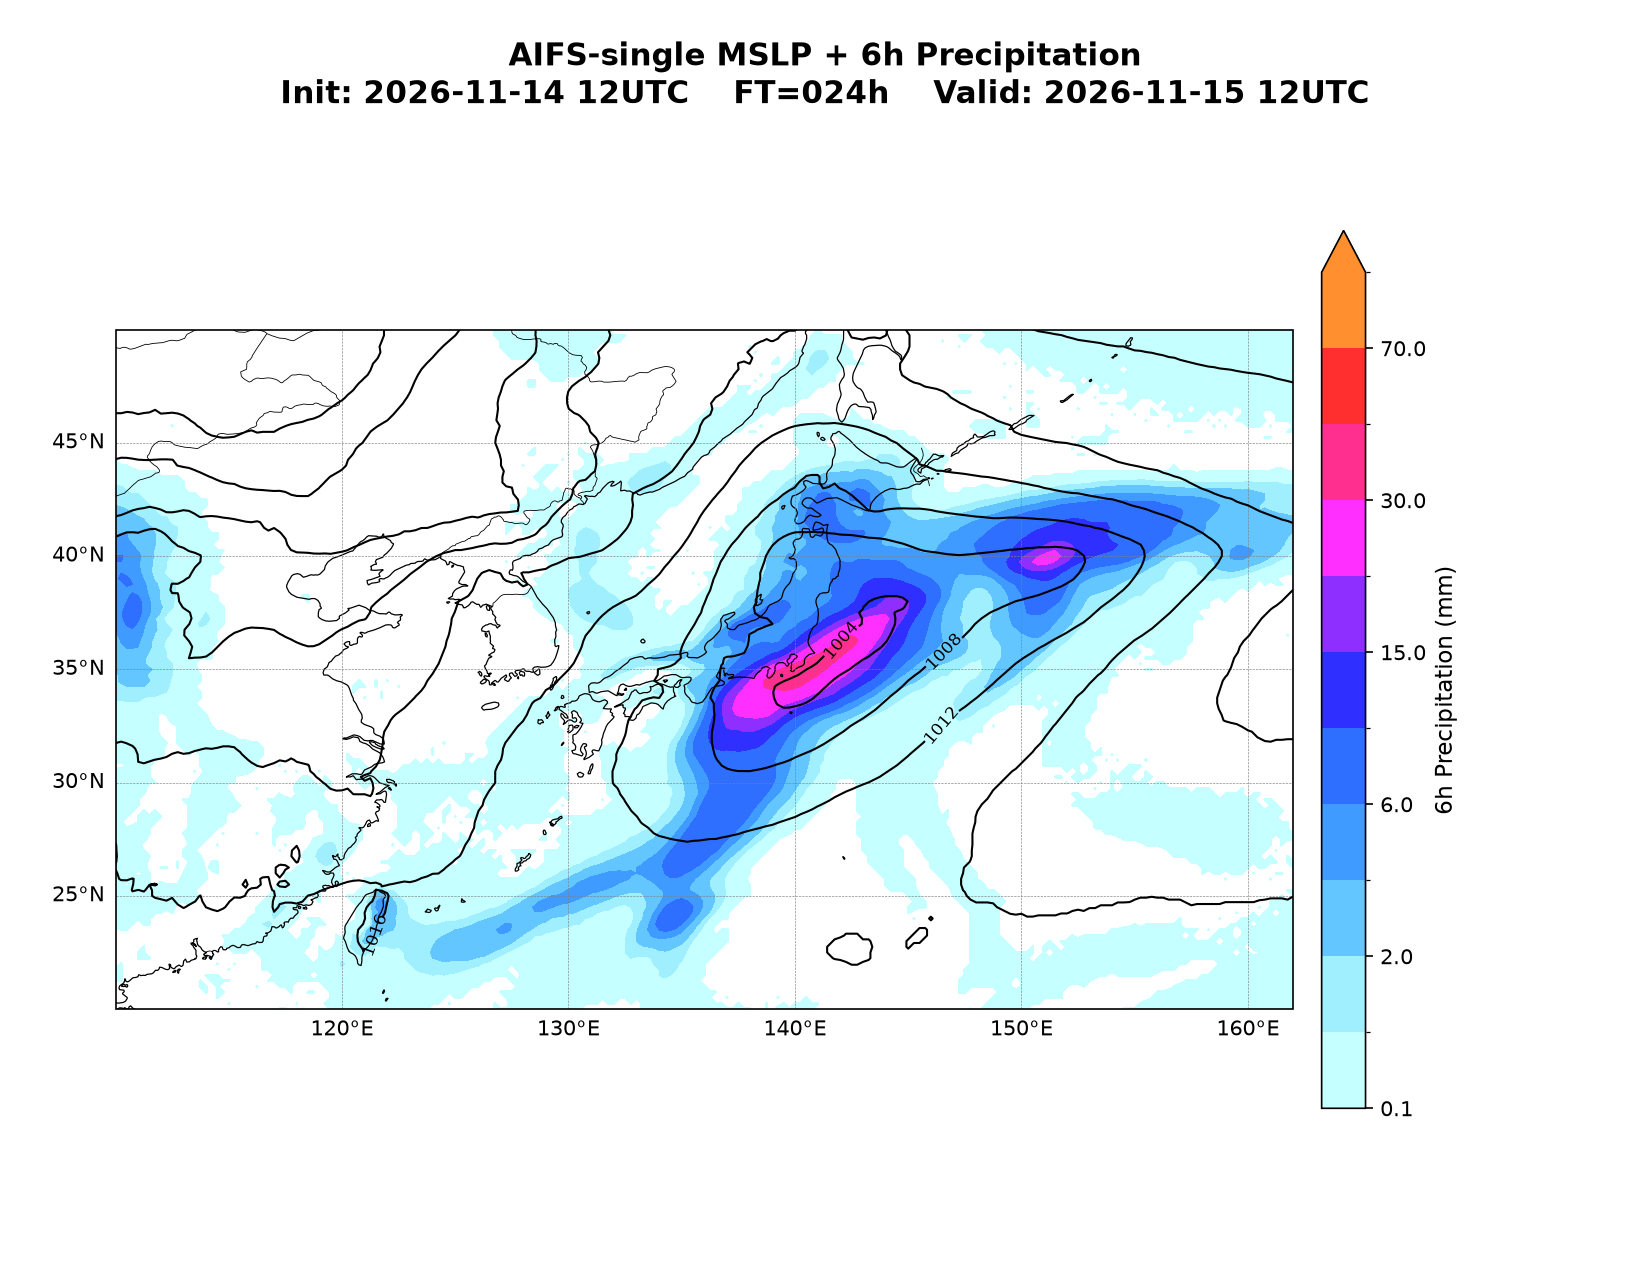 AIFS-single MSLP + 6h Precipitation
Init: 2026-11-14 12UTC    FT=024h    Valid: 2026-11-15 12UTC
70.0
30.0
15.0
6.0
2.0
0.1
6h Precipitation (mm)
45°N
40°N
35°N
30°N
25°N
120°E
130°E
140°E
150°E
160°E
1004
1008
1012
1016